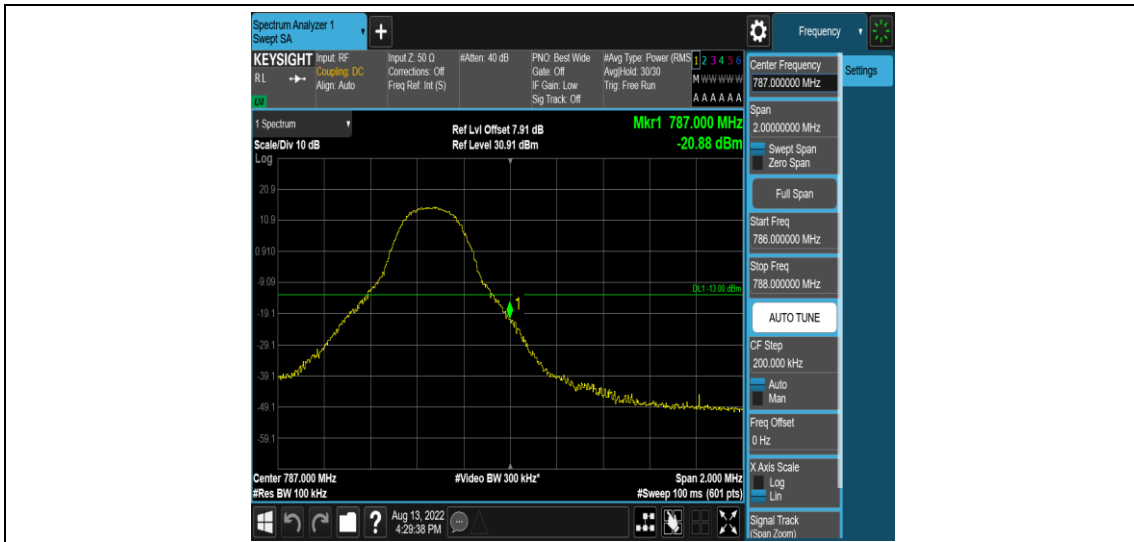 Spectrum Analyzer 1
Swept SA
+
Frequency
KEYSIGHT
RL
Input: RF
Coupling: DC
Align: Auto
Input Z: 50 Ω
Corrections: Off
Freq Ref: Int (S)
#Atten: 40 dB
PNO: Best Wide
Gate: Off
IF Gain: Low
Sig Track: Off
#Avg Type: Power (RMS
Avg|Hold: 30/30
Trig: Free Run
1 2 3 4 5 6
M W W W W W
A A A A A A
LXI
1 Spectrum
Scale/Div 10 dB
Log
Ref Lvl Offset 7.91 dB
Ref Level 30.91 dBm
Mkr1 787.000 MHz
-20.88 dBm
20.9
10.9
0.910
-9.09
-19.1
-29.1
-39.1
-49.1
-59.1
DL1 -13.00 dBm
1
Center 787.000 MHz
#Res BW 100 kHz
#Video BW 300 kHz*
Span 2.000 MHz
#Sweep 100 ms (601 pts)
Center Frequency
787.000000 MHz
Settings
Span
2.00000000 MHz
Swept Span
Zero Span
Full Span
Start Freq
786.000000 MHz
Stop Freq
788.000000 MHz
AUTO TUNE
CF Step
200.000 kHz
Auto
Man
Freq Offset
0 Hz
X Axis Scale
Log
Lin
Signal Track
(Span Zoom)
?
Aug 13, 2022
4:29:38 PM